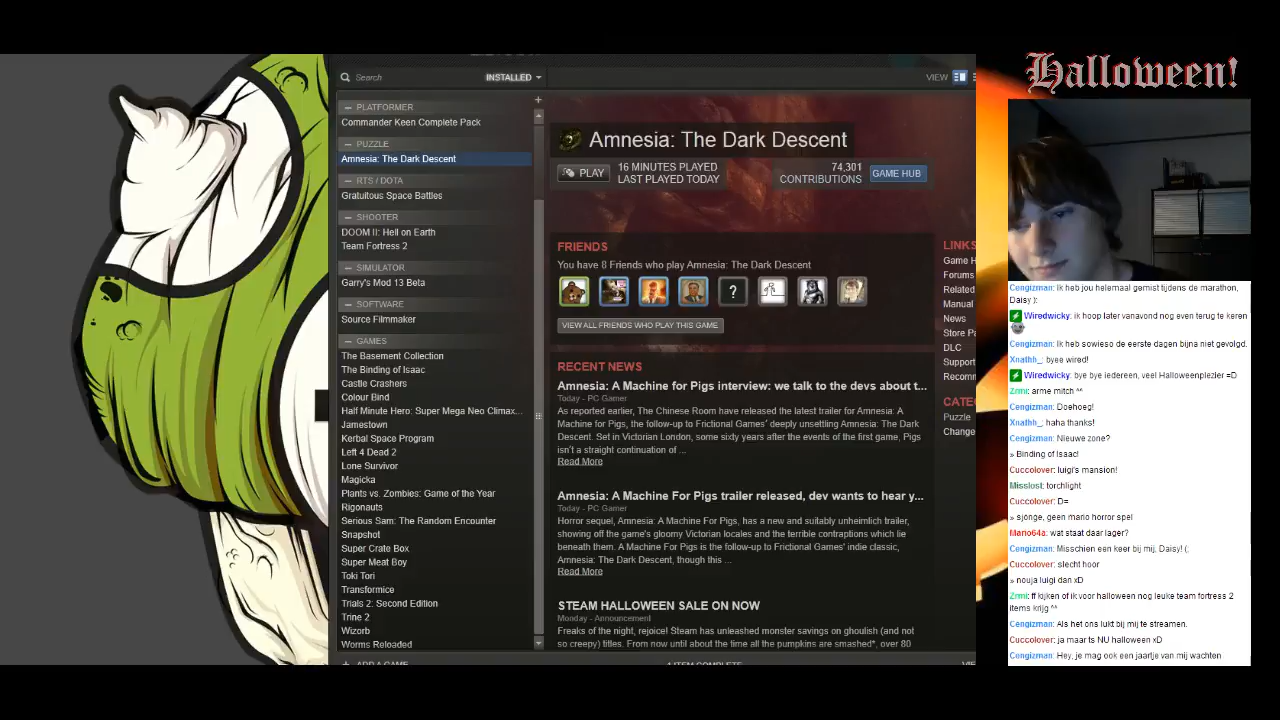 Halloween!
Search
INSTALLED
VIEW
PLATFORMER
Commander Keen Complete Pack
PUZZLE
Amnesia: The Dark Descent
RTS / DOTA
Gratuitous Space Battles
SHOOTER
DOOM II: Hell on Earth
Team Fortress 2
SIMULATOR
Garry's Mod 13 Beta
SOFTWARE
Source Filmmaker
GAMES
The Basement Collection
The Binding of Isaac
Castle Crashers
Colour Bind
Half Minute Hero: Super Mega Neo Climax...
Jamestown
Kerbal Space Program
Left 4 Dead 2
Lone Survivor
Magicka
Plants vs. Zombies: Game of the Year
Rigonauts
Serious Sam: The Random Encounter
Snapshot
Super Crate Box
Super Meat Boy
Toki Tori
Transformice
Trials 2: Second Edition
Trine 2
Wizorb
Worms Reloaded
ADD A GAME
Amnesia: The Dark Descent
PLAY
16 MINUTES PLAYED
LAST PLAYED TODAY
74,301
CONTRIBUTIONS
GAME HUB
FRIENDS
You have 8 Friends who play Amnesia: The Dark Descent
?
VIEW ALL FRIENDS WHO PLAY THIS GAME
RECENT NEWS
Amnesia: A Machine for Pigs interview: we talk to the devs about t...
Today - PC Gamer
As reported earlier, The Chinese Room have released the latest trailer for Amnesia: A
Machine for Pigs, the follow-up to Frictional Games' deeply unsettling Amnesia: The Dark
Descent. Set in Victorian London, some sixty years after the events of the first game, Pigs
isn't a straight continuation of ...
Read More
Amnesia: A Machine For Pigs trailer released, dev wants to hear y...
Today - PC Gamer
Horror sequel, Amnesia: A Machine For Pigs, has a new and suitably unheimlich trailer,
showing off the game's gloomy Victorian locales and the terrible contraptions which lie
beneath them. A Machine For Pigs is the follow-up to Frictional Games' indie classic,
Amnesia: The Dark Descent, though this ...
Read More
STEAM HALLOWEEN SALE ON NOW
Monday - Announcement
Freaks of the night, rejoice! Steam has unleashed monster savings on ghoulish (and not
so creepy) titles. From now until about the time all the pumpkins are smashed*, over 80
1 ITEM COMPLETE
VIE
LINKS
Game H
Forums
Related
Manual
News
Store Pa
DLC
Support
Recomm
CATEG
Puzzle
Change
Cengizman: Ik heb jou helemaal gemist tijdens de marathon,
Daisy ):
Wiredwicky: ik hoop later vanavond nog even terug te keren
Cengizman: Ik heb sowieso de eerste dagen bijna niet gevolgd.
Xnathh_: byee wired!
Wiredwicky: bye bye iedereen, veel Halloweenplezier =D
Zrmi: arme mitch ^^
Cengizman: Doehoeg!
Xnathh_: haha thanks!
Cengizman: Nieuwe zone?
» Binding of Isaac!
Cuccolover: luigi's mansion!
Misslost: torchlight
Cuccolover: D=
» sjonge, geen mario horror spel
Mario64a: wat staat daar lager?
Cengizman: Misschien een keer bij mij, Daisy! (;
Cuccolover: slecht hoor
» nouja luigi dan xD
Zrmi: ff kijken of ik voor halloween nog leuke team fortress 2
items krijg ^^
Cengizman: Als het ons lukt bij mij te streamen.
Cuccolover: ja maar ts NU halloween xD
Cengizman: Hey, je mag ook een jaartje van mij wachten